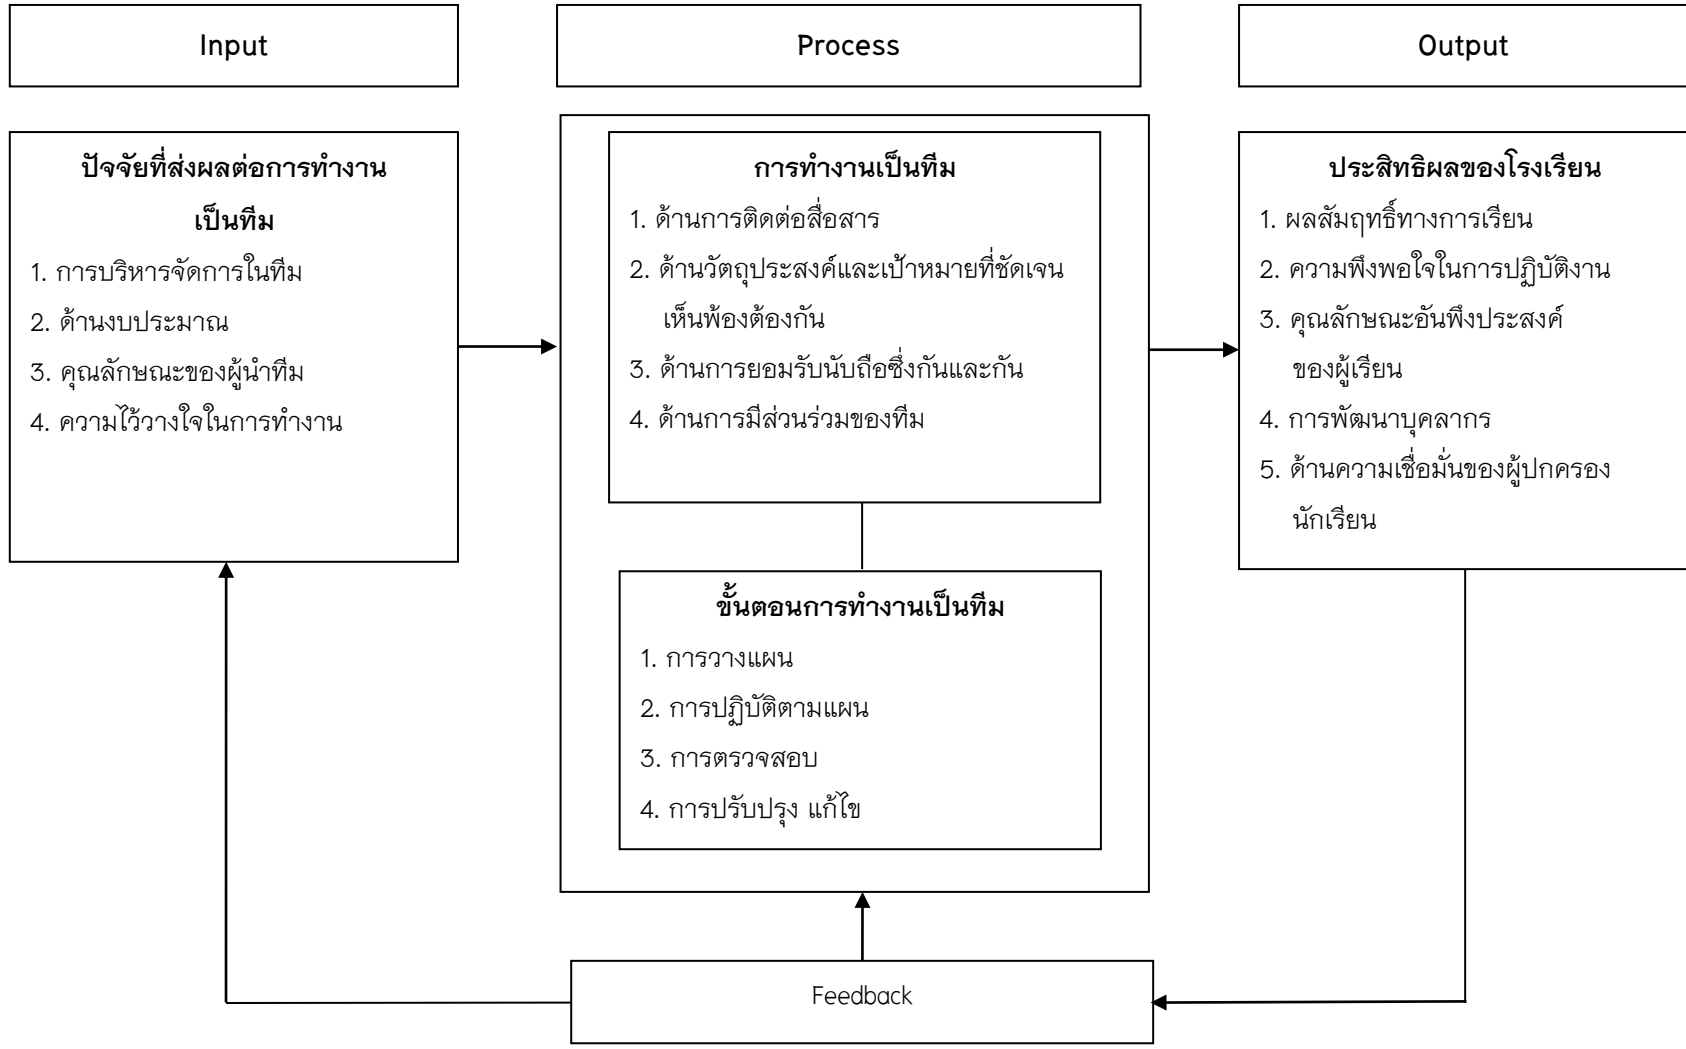 Input
Process
Output
ปัจจัยที่ส่งผลต่อการทำงาน
เป็นทีม
1. การบริหารจัดการในทีม
2. ด้านงบประมาณ
3. คุณลักษณะของผู้นำทีม
4. ความไว้วางใจในการทำงาน
การทำงานเป็นทีม
1. ด้านการติดต่อสื่อสาร
2. ด้านวัตถุประสงค์และเป้าหมายที่ชัดเจน
เห็นพ้องต้องกัน
3. ด้านการยอมรับนับถือซึ่งกันและกัน
4. ด้านการมีส่วนร่วมของทีม
ขั้นตอนการทำงานเป็นทีม
1. การวางแผน
2. การปฏิบัติตามแผน
3. การตรวจสอบ
4. การปรับปรุง แก้ไข
ประสิทธิผลของโรงเรียน
1. ผลสัมฤทธิ์ทางการเรียน
2. ความพึงพอใจในการปฏิบัติงาน
3. คุณลักษณะอันพึงประสงค์
ของผู้เรียน
4. การพัฒนาบุคลากร
5. ด้านความเชื่อมั่นของผู้ปกครอง
นักเรียน
Feedback